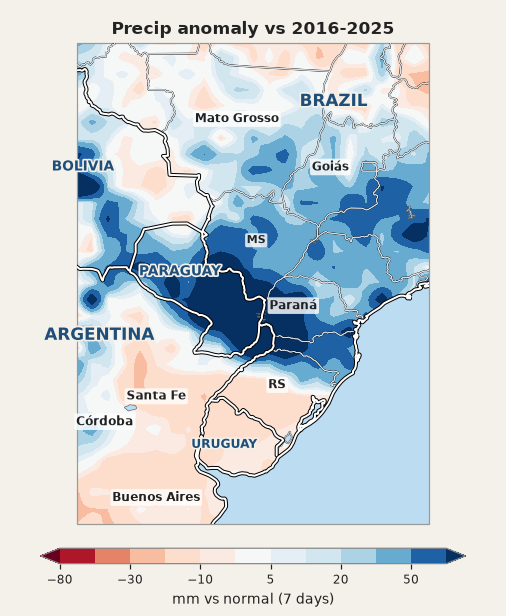 Precip anomaly vs 2016-2025
BRAZIL
Mato Grosso
BOLIVIA
Goiás
MS
PARAGUAY
Paraná
ARGENTINA
RS
Santa Fe
Córdoba
URUGUAY
Buenos Aires
−80 −30 −10 5 20 50
mm vs normal (7 days)